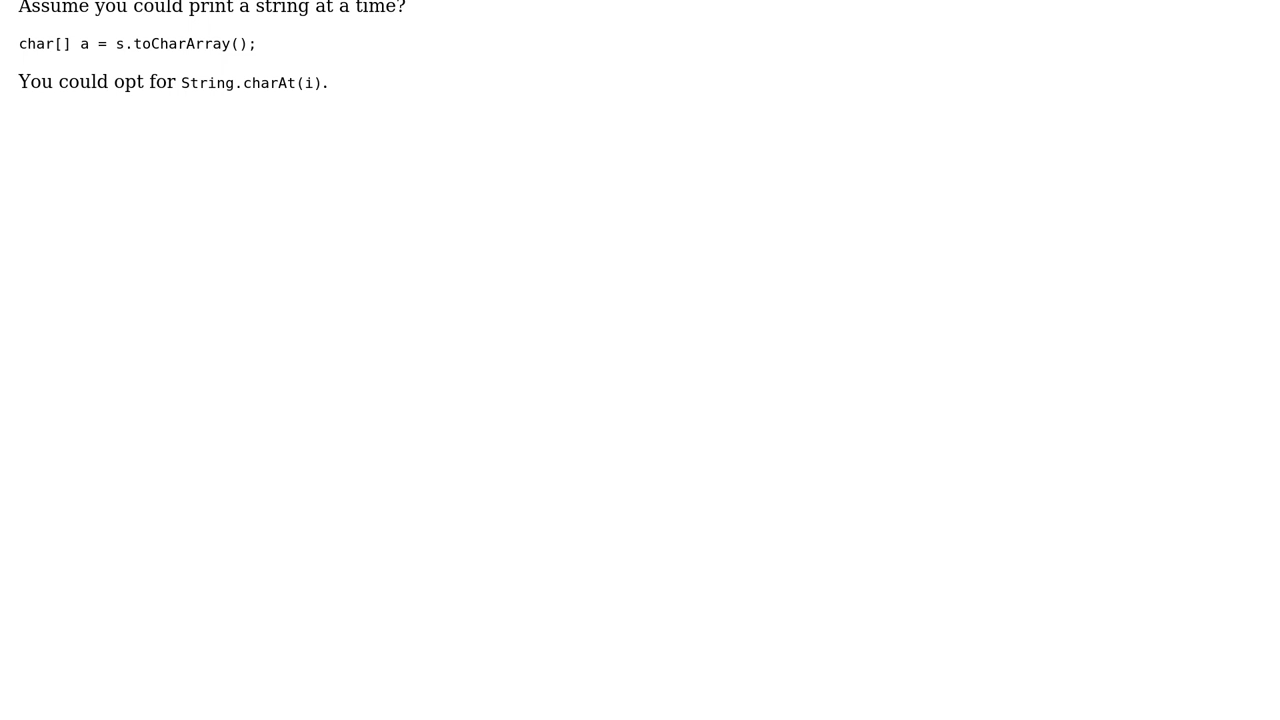 Assume you could print a string at a time?
char[] a = s.toCharArray();
You could opt for String.charAt(i).